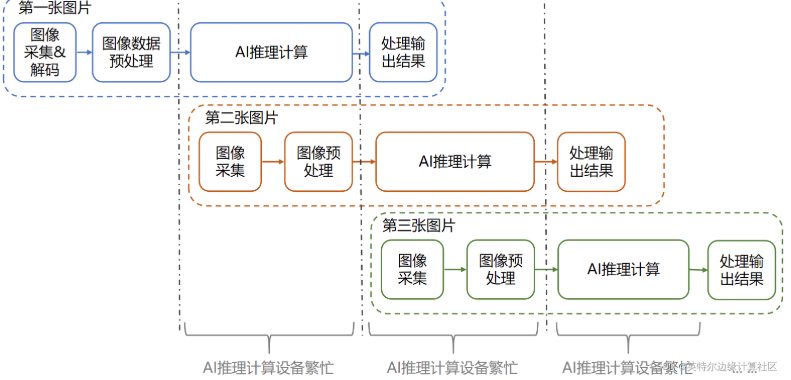 第一张图片
图像
采集&
解码
图像数据
预处理
AI推理计算
处理输
出结果
第二张图片
图像
采集
图像预
处理
AI推理计算
处理输
出结果
第三张图片
图像
采集
图像预
处理
AI推理计算
处理输
出结果
AI推理计算设备繁忙
AI推理计算设备繁忙
AI推理计算设备繁忙
英特尔边缘计算社区